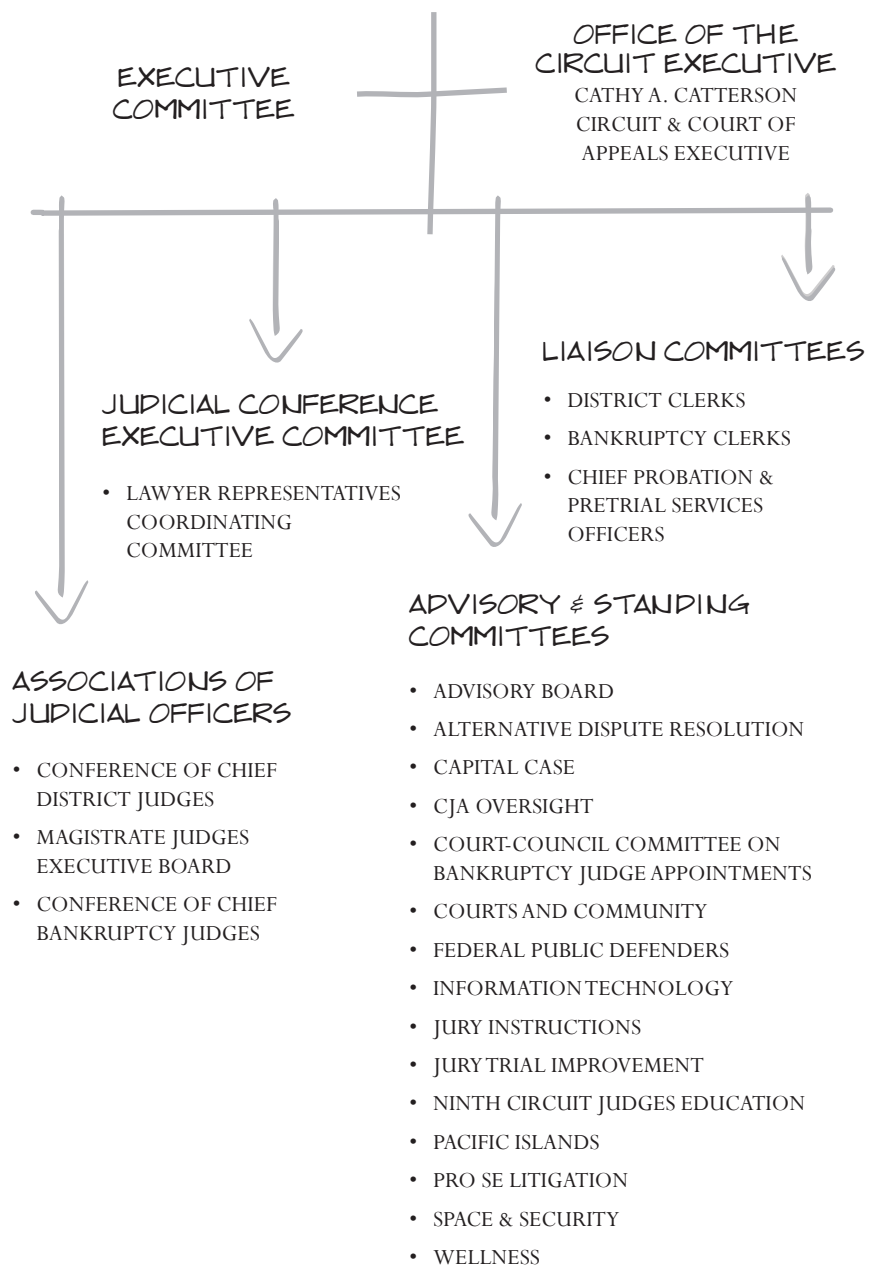 EXECUTIVE
COMMITTEE
OFFICE OF THE
CIRCUIT EXECUTIVE
CATHY A. CATTERSON
CIRCUIT & COURT OF
APPEALS EXECUTIVE
LIAISON COMMITTEES
• DISTRICT CLERKS
• BANKRUPTCY CLERKS
• CHIEF PROBATION &
PRETRIAL SERVICES
OFFICERS
JUDICIAL CONFERENCE
EXECUTIVE COMMITTEE
• LAWYER REPRESENTATIVES
COORDINATING
COMMITTEE
ADVISORY & STANDING
COMMITTEES
• ADVISORY BOARD
• ALTERNATIVE DISPUTE RESOLUTION
• CAPITAL CASE
• CJA OVERSIGHT
• COURT-COUNCIL COMMITTEE ON
BANKRUPTCY JUDGE APPOINTMENTS
• COURTS AND COMMUNITY
• FEDERAL PUBLIC DEFENDERS
• INFORMATION TECHNOLOGY
• JURY INSTRUCTIONS
• JURY TRIAL IMPROVEMENT
• NINTH CIRCUIT JUDGES EDUCATION
• PACIFIC ISLANDS
• PRO SE LITIGATION
• SPACE & SECURITY
• WELLNESS
ASSOCIATIONS OF
JUDICIAL OFFICERS
• CONFERENCE OF CHIEF
DISTRICT JUDGES
• MAGISTRATE JUDGES
EXECUTIVE BOARD
• CONFERENCE OF CHIEF
BANKRUPTCY JUDGES